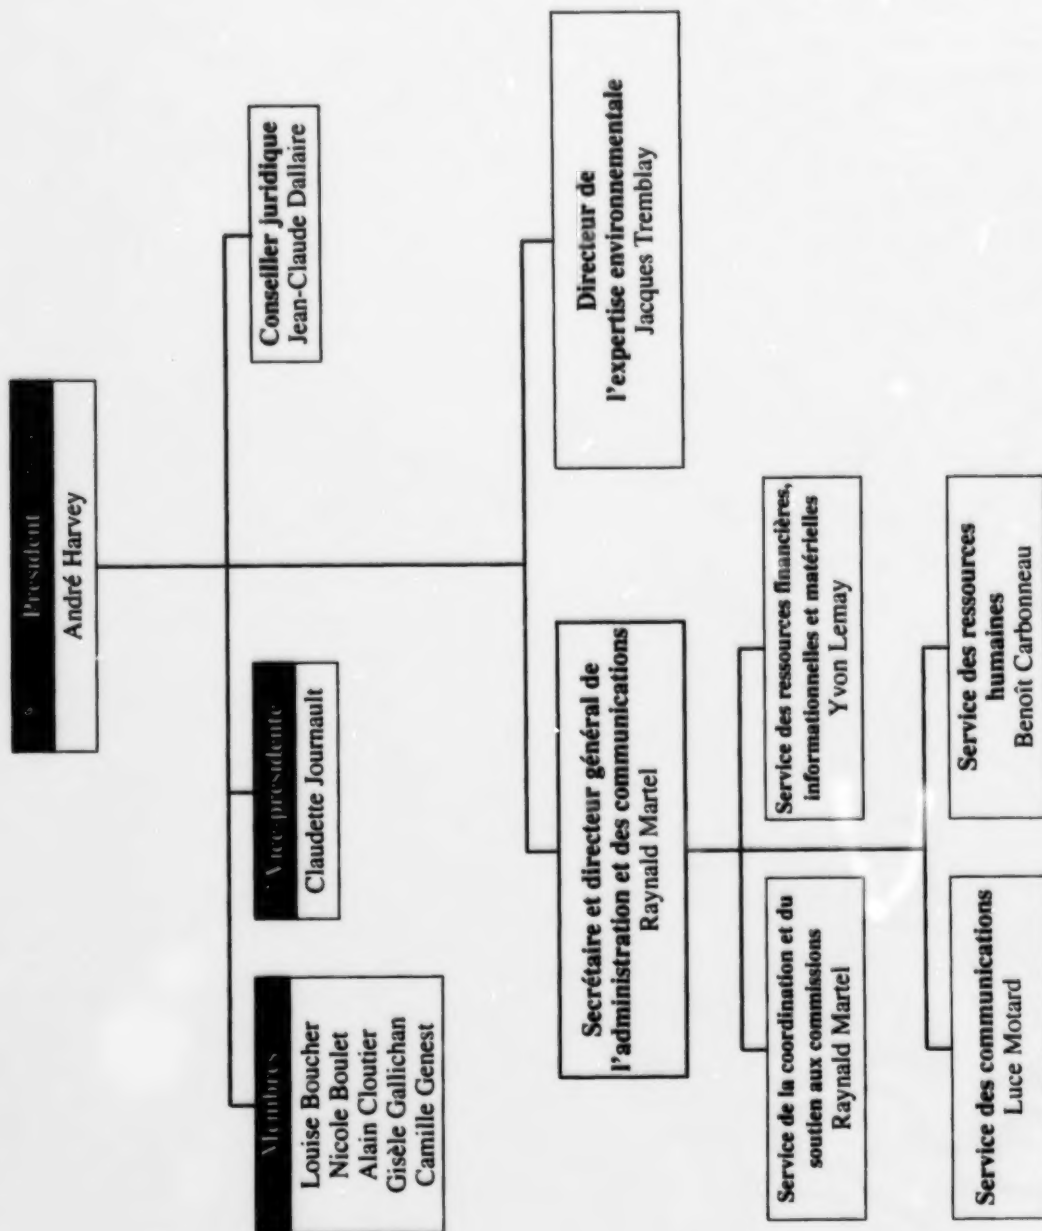 Président
André Harvey
Membres
Louise Boucher
Nicole Boulet
Alain Cloutier
Gisèle Gallichan
Camille Genest
Vice-présidente
Claudette Journault
Conseiller juridique
Jean-Claude Dallaire
Secrétaire et directeur général de
l'administration et des communications
Raynald Martel
Directeur de
l'expertise environnementale
Jacques Tremblay
Service de la coordination et du
soutien aux commissions
Raynald Martel
Service des ressources financières,
informationnelles et matérielles
Yvon Lemay
Service des communications
Luce Motard
Service des ressources
humaines
Benoît Carbonneau